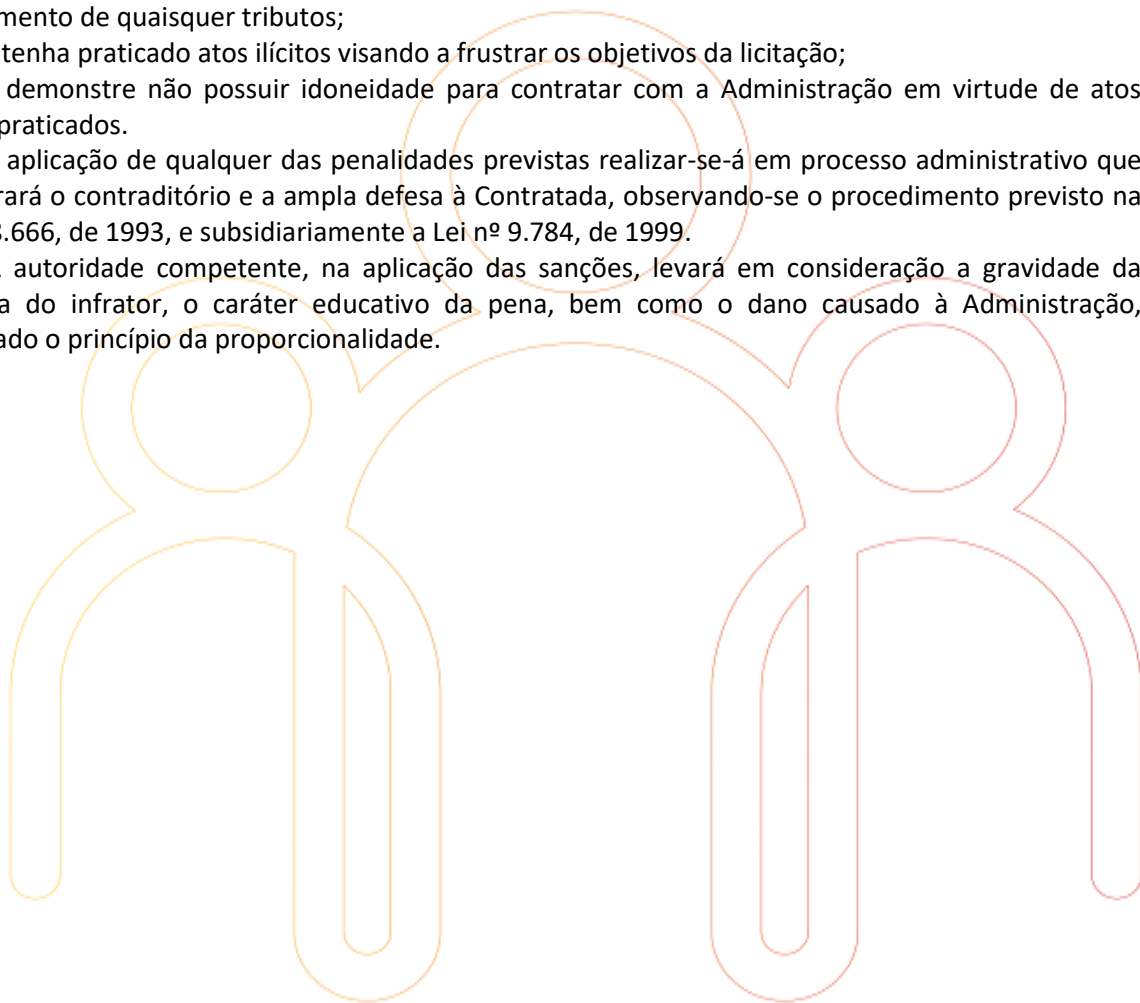 mento de quaisquer tributos;
tenha praticado atos ilícitos visando a frustrar os objetivos da licitação;
demonstre não possuir idoneidade para contratar com a Administração em virtude de atos
praticados.
aplicação de qualquer das penalidades previstas realizar-se-á em processo administrativo que
rará o contraditório e a ampla defesa à Contratada, observando-se o procedimento previsto na
8.666, de 1993, e subsidiariamente a Lei nº 9.784, de 1999.
A autoridade competente, na aplicação das sanções, levará em consideração a gravidade da
a do infrator, o caráter educativo da pena, bem como o dano causado à Administração,
ado o princípio da proporcionalidade.